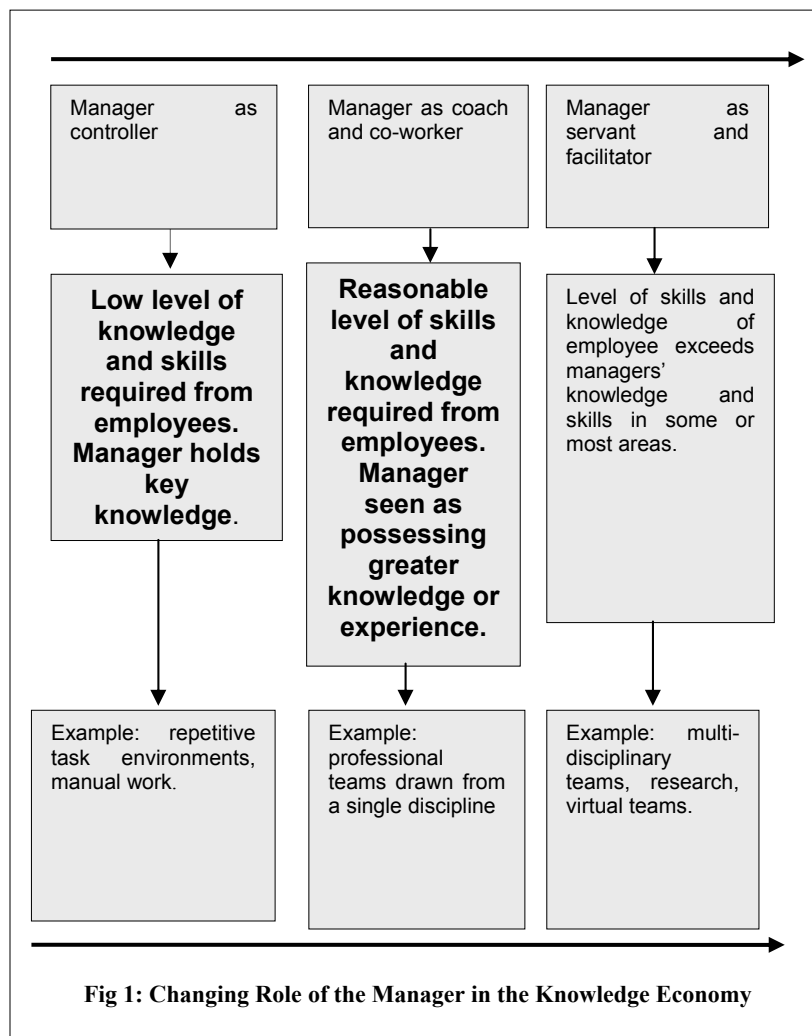 Manager as
controller
Manager as coach
and co-worker
Manager as
servant and
facilitator
Low level of
knowledge
and skills
required from
employees.
Manager holds
key
knowledge.
Reasonable
level of skills
and
knowledge
required from
employees.
Manager
seen as
possessing
greater
knowledge or
experience.
Level of skills and
knowledge of
employee exceeds
managers’
knowledge and
skills in some or
most areas.
Example: repetitive
task environments,
manual work.
Example:
professional
teams drawn from
a single discipline
Example: multi-
disciplinary
teams, research,
virtual teams.
Fig 1: Changing Role of the Manager in the Knowledge Economy